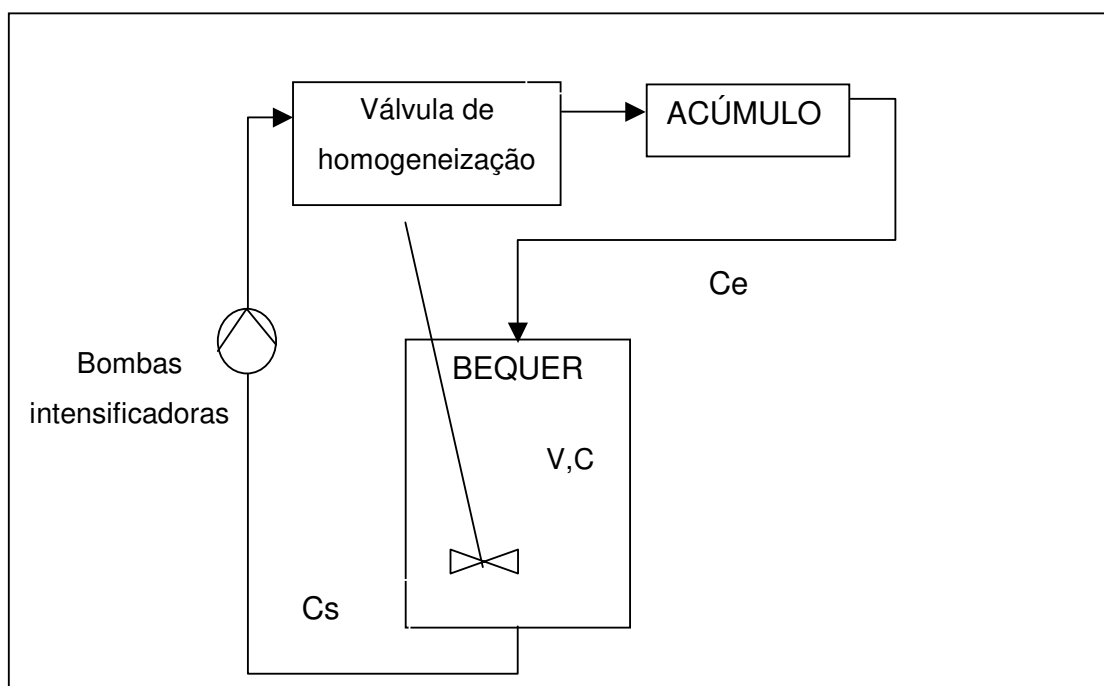 Válvula de
homogeneização
ACÚMULO
Ce
BEQUER
Bombas
intensificadoras
V,C
Cs